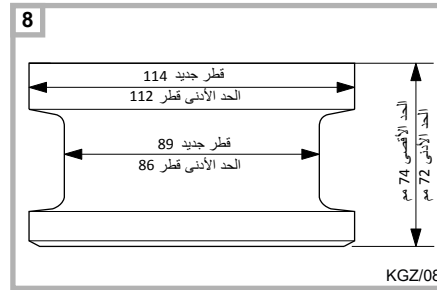 8
قطر جديد 114
الحد الأدنى قطر 112
قطر جديد 89
الحد الأدنى قطر 86
الحد الأقصى 74 مم
الحد الأدنى 72 مم
KGZ/08